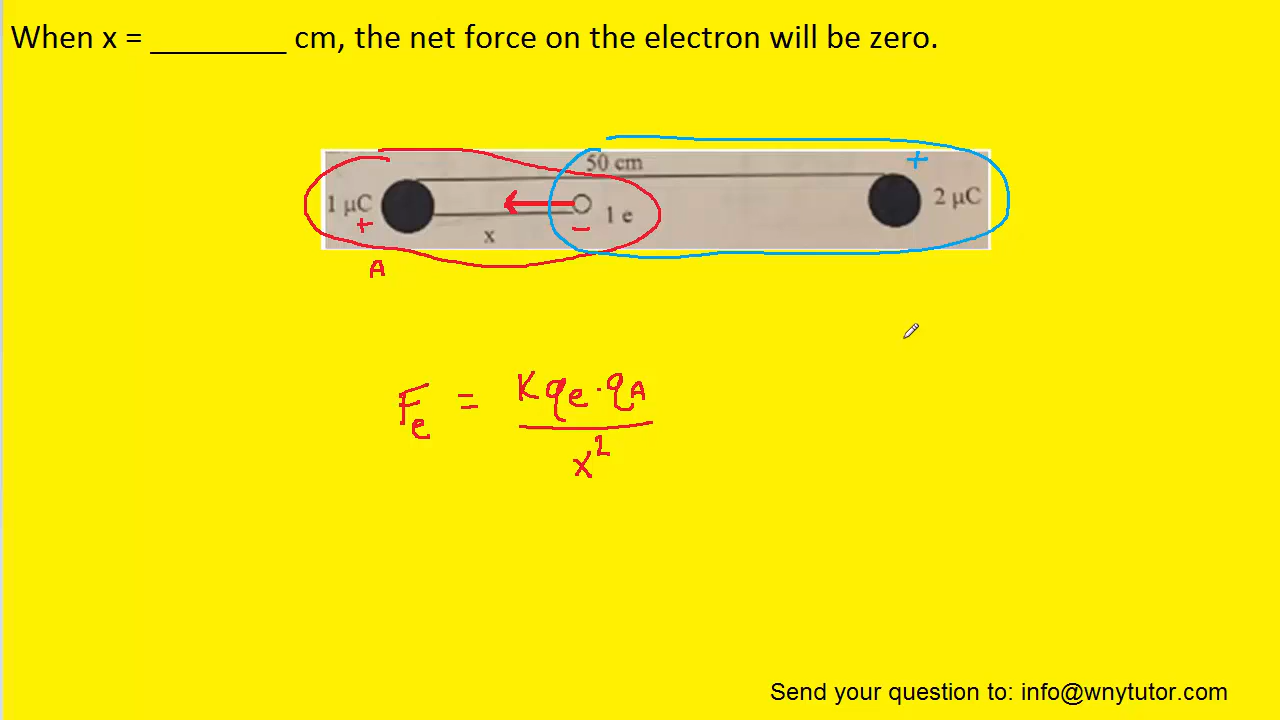 When x = ________ cm, the net force on the electron will be zero.
50 cm
+
1 μC
1 e
2 μC
+
−
x
A
Fₑ = Kqₑ·qA
x²
Send your question to: info@wnytutor.com